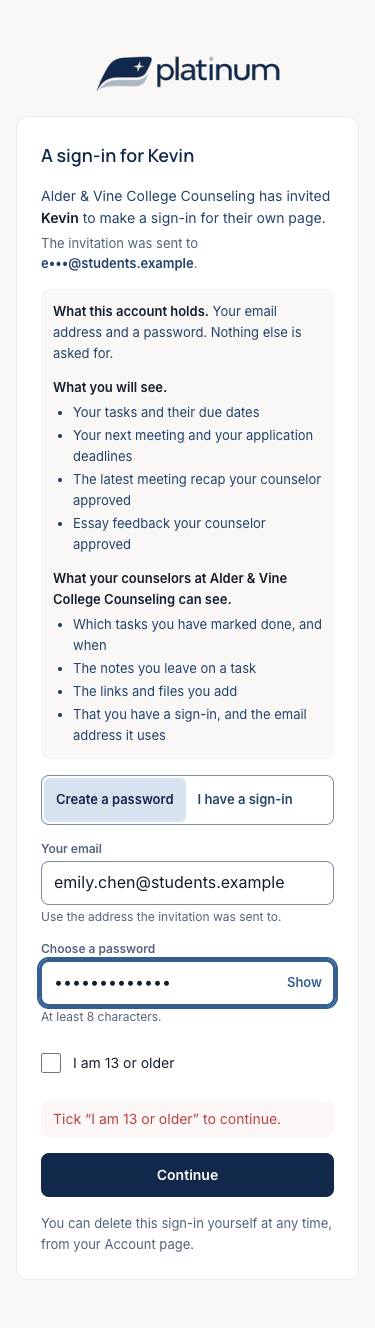 platinum
A sign-in for Kevin
Alder & Vine College Counseling has invited
Kevin to make a sign-in for their own page.
The invitation was sent to
e•••@students.example.
What this account holds. Your email
address and a password. Nothing else is
asked for.
What you will see.
• Your tasks and their due dates
• Your next meeting and your application
deadlines
• The latest meeting recap your counselor
approved
• Essay feedback your counselor
approved
What your counselors at Alder & Vine
College Counseling can see.
• Which tasks you have marked done, and
when
• The notes you leave on a task
• The links and files you add
• That you have a sign-in, and the email
address it uses
Create a password I have a sign-in
Your email
emily.chen@students.example
Use the address the invitation was sent to.
Choose a password
••••••••••••• Show
At least 8 characters.
I am 13 or older
Tick “I am 13 or older” to continue.
Continue
You can delete this sign-in yourself at any time,
from your Account page.